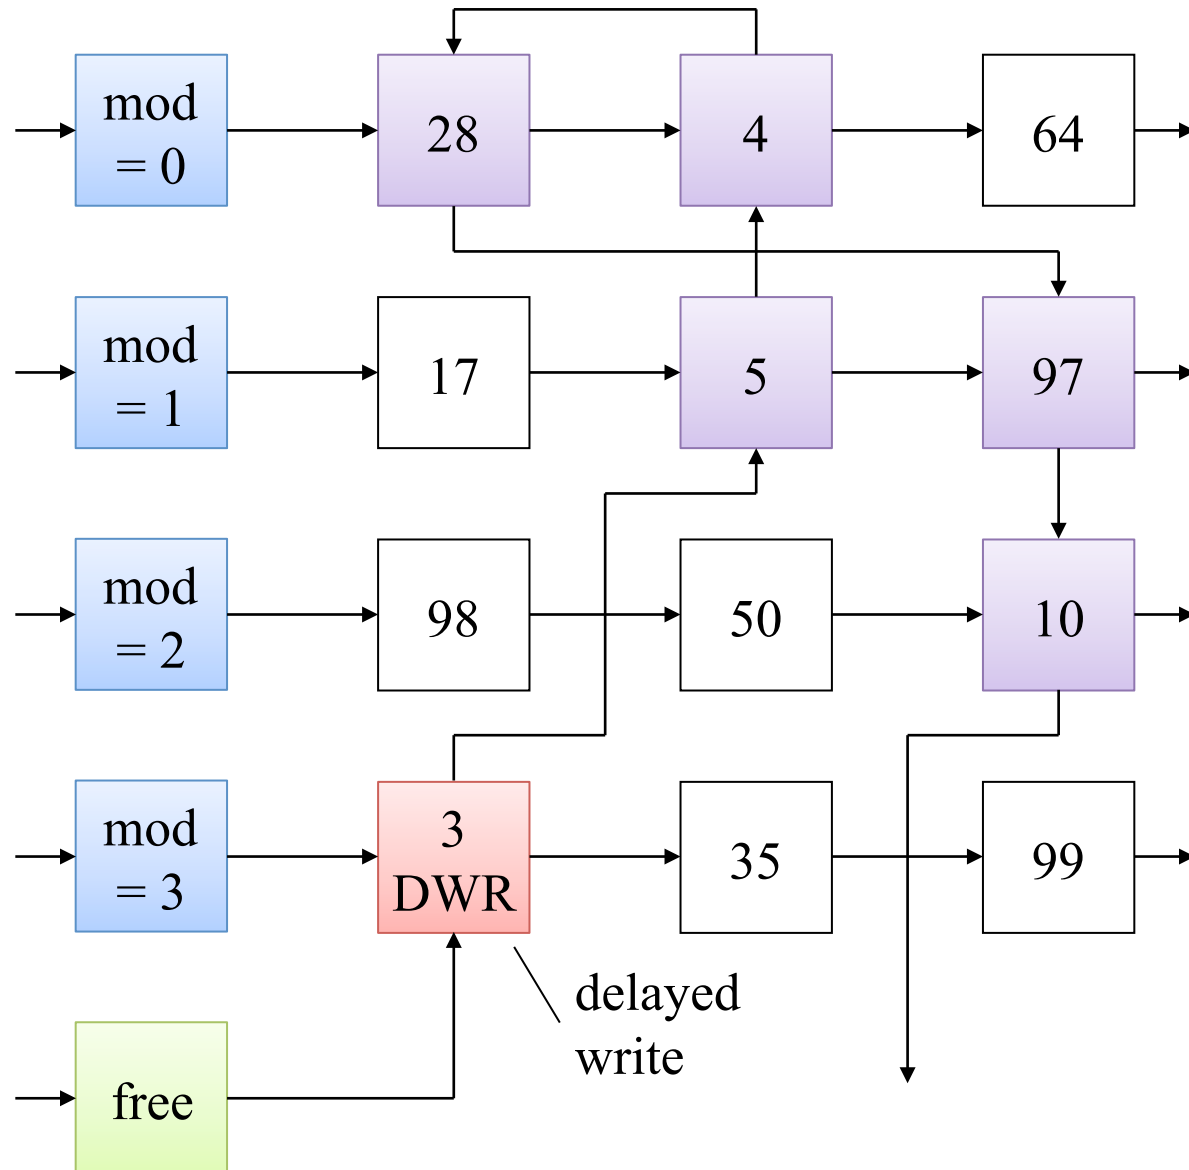 mod
= 0
28
4
64
mod
= 1
17
5
97
mod
= 2
98
50
10
mod
= 3
3
DWR
35
99
delayed
write
free